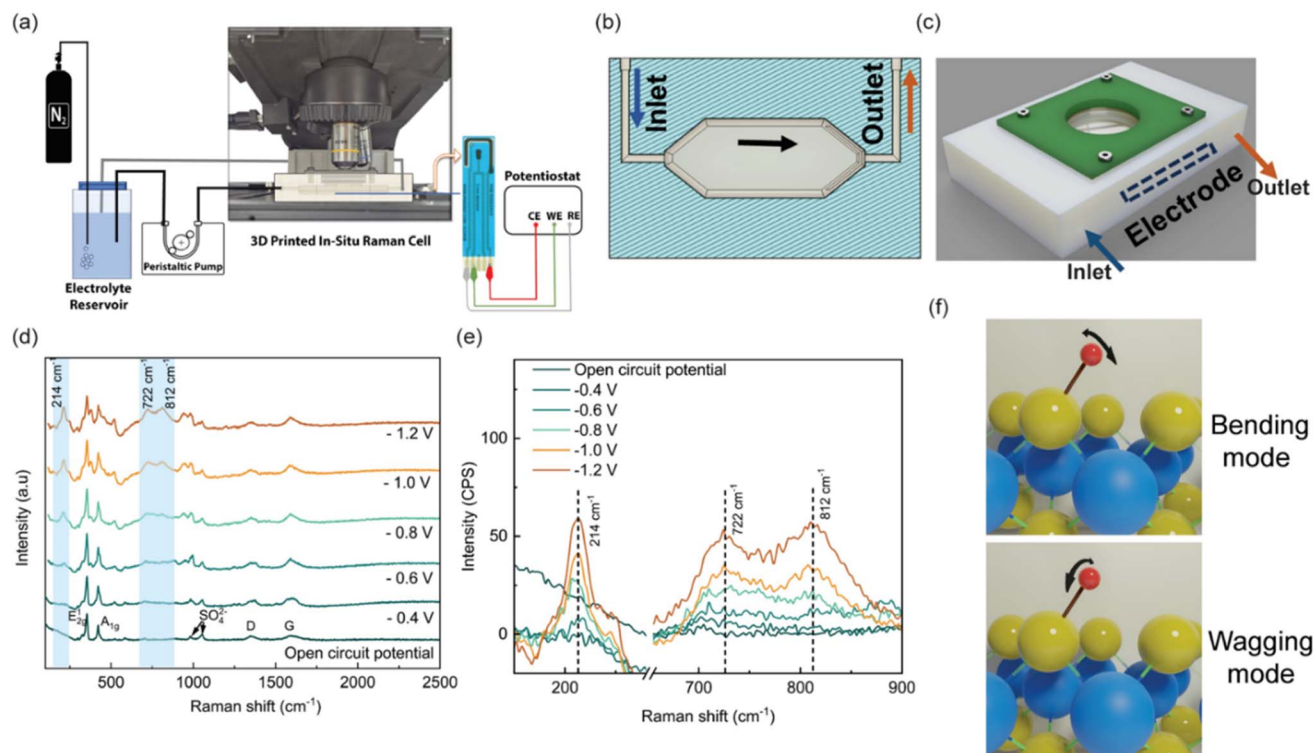 (a)
N₂
Electrolyte
Reservoir
Peristaltic Pump
3D Printed In-Situ Raman Cell
Potentiostat
CE WE RE
(b)
Inlet
Outlet
(c)
Electrode
Inlet
Outlet
(d)
214 cm⁻¹
722 cm⁻¹
812 cm⁻¹
- 1.2 V
- 1.0 V
- 0.8 V
- 0.6 V
- 0.4 V
E¹₂g
A₁g
SO₄²⁻
D
G
Open circuit potential
Intensity (a.u)
500 1000 1500 2000 2500
Raman shift (cm⁻¹)
(e)
Open circuit potential
-0.4 V
-0.6 V
-0.8 V
-1.0 V
-1.2 V
214 cm⁻¹
722 cm⁻¹
812 cm⁻¹
100
50
0
Intensity (CPS)
200 700 800 900
Raman shift (cm⁻¹)
(f)
Bending
mode
Wagging
mode